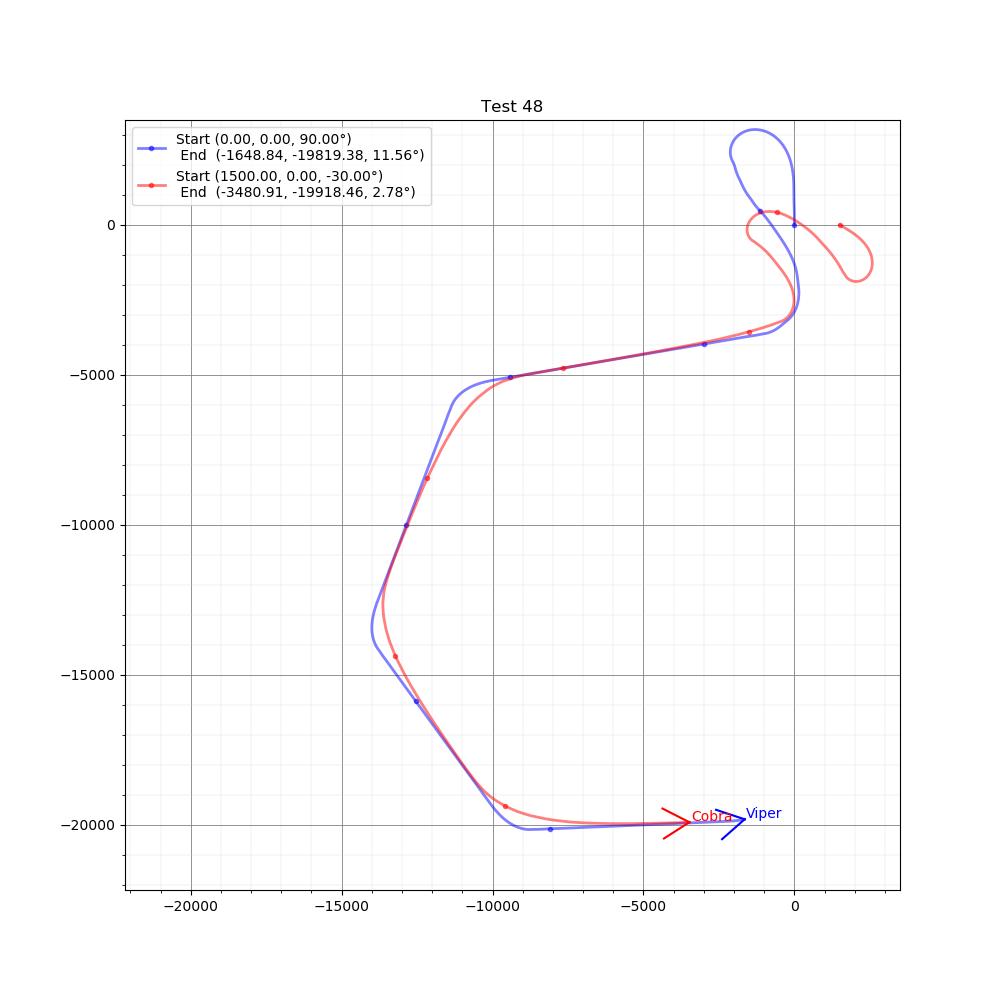 Test 48
Start (0.00, 0.00, 90.00°)
End  (-1648.84, -19819.38, 11.56°)
Start (1500.00, 0.00, -30.00°)
End  (-3480.91, -19918.46, 2.78°)
0
−5000
−10000
−15000
−20000
Cobra
Viper
−20000
−15000
−10000
−5000
0